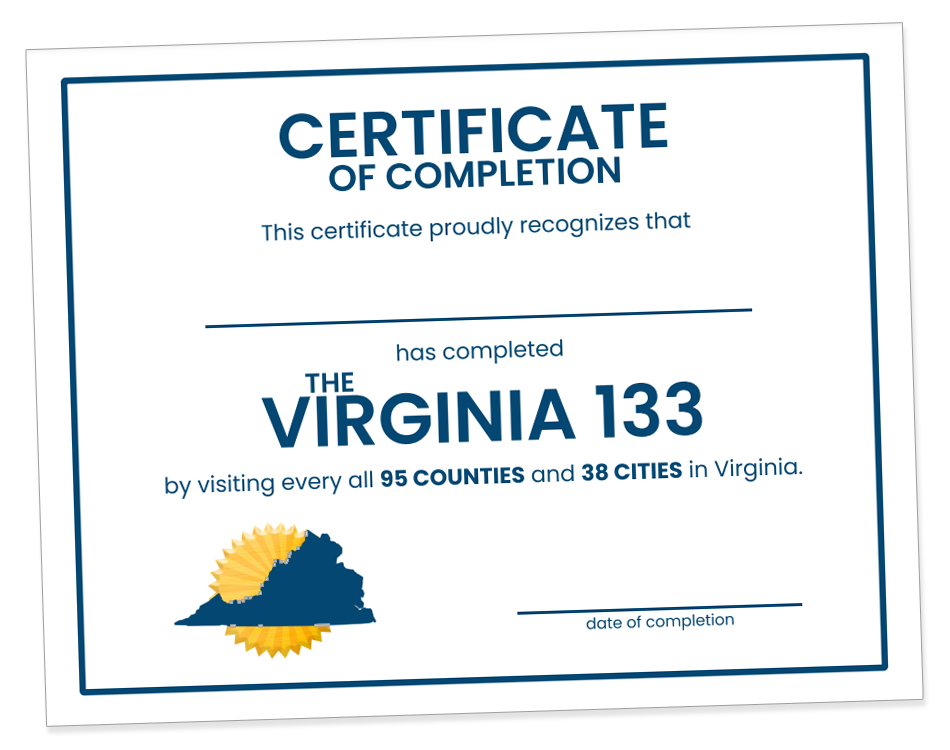 CERTIFICATE
OF COMPLETION
This certificate proudly recognizes that
has completed
THE
VIRGINIA 133
by visiting every all 95 COUNTIES and 38 CITIES in Virginia.
date of completion